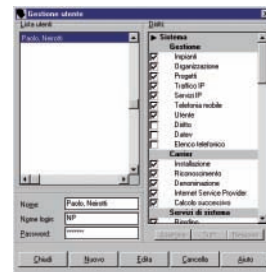 Gestione utente
Lista utenti
Diritti
Paolo, Neirotti
Sistema
Gestione
Impianti
Organizzazione
Progetti
Traffico IP
Servizi IP
Telefonia mobile
Utente
Datev
Elenco telefonico
Carrier
Installazione
Riconoscimento
Denominazione
Internet Service Provider
Calcolo successivo
Servizi di sistema
Nome
Paolo, Neirotti
Nome login
NP
Password
*******
Chiudi
Nuovo
Edita
Cancella
Aiuto